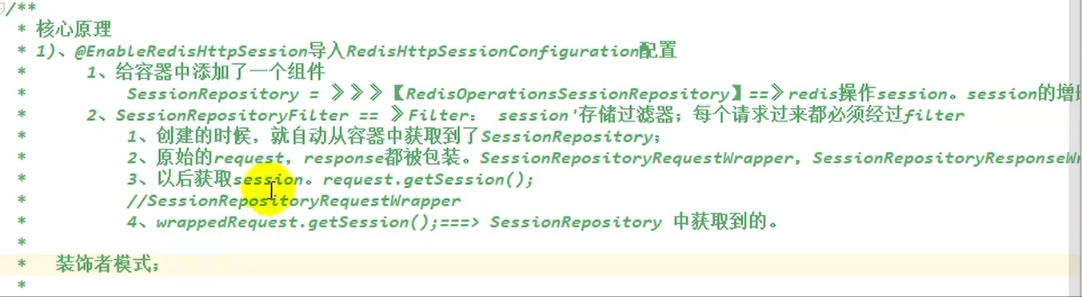 /**
* 核心原理
* 1)、@EnableRedisHttpSession导入RedisHttpSessionConfiguration配置
* 1、给容器中添加了一个组件
* SessionRepository = 》》》【RedisOperationsSessionRepository】==》redis操作session。session的增删
* 2、SessionRepositoryFilter == 》Filter: session'存储过滤器；每个请求过来都必须经过filter
* 1、创建的时候，就自动从容器中获取到了SessionRepository；
* 2、原始的request，response都被包装。SessionRepositoryRequestWrapper，SessionRepositoryResponseWr
* 3、以后获取session。request.getSession();
* //SessionRepositoryRequestWrapper
* 4、wrappedRequest.getSession();===> SessionRepository 中获取到的。
*
* 装饰者模式；
*